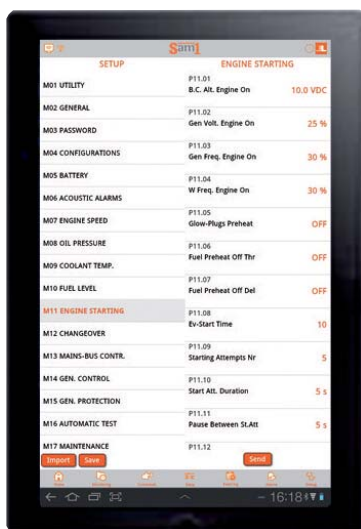 Sam1
SETUP
M01 UTILITY
M02 GENERAL
M03 PASSWORD
M04 CONFIGURATIONS
M05 BATTERY
M06 ACOUSTIC ALARMS
M07 ENGINE SPEED
M08 OIL PRESSURE
M09 COOLANT TEMP.
M10 FUEL LEVEL
M11 ENGINE STARTING
M12 CHANGEOVER
M13 MAINS-BUS CONTR.
M14 GEN. CONTROL
M15 GEN. PROTECTION
M16 AUTOMATIC TEST
M17 MAINTENANCE
Import Save
ENGINE STARTING
P11.01
B.C. Alt. Engine On 10.0 VDC
P11.02
Gen Volt. Engine On 25 %
P11.03
Gen Freq. Engine On 30 %
P11.04
W Freq. Engine On 30 %
P11.05
Glow-Plugs Preheat OFF
P11.06
Fuel Preheat Off Thr OFF
P11.07
Fuel Preheat Off Del OFF
P11.08
Ev-Start Time 10
P11.09
Starting Attempts Nr 5
P11.10
Start Att. Duration 5 s
P11.11
Pause Between St.Att 5 s
P11.12
Send
16:18